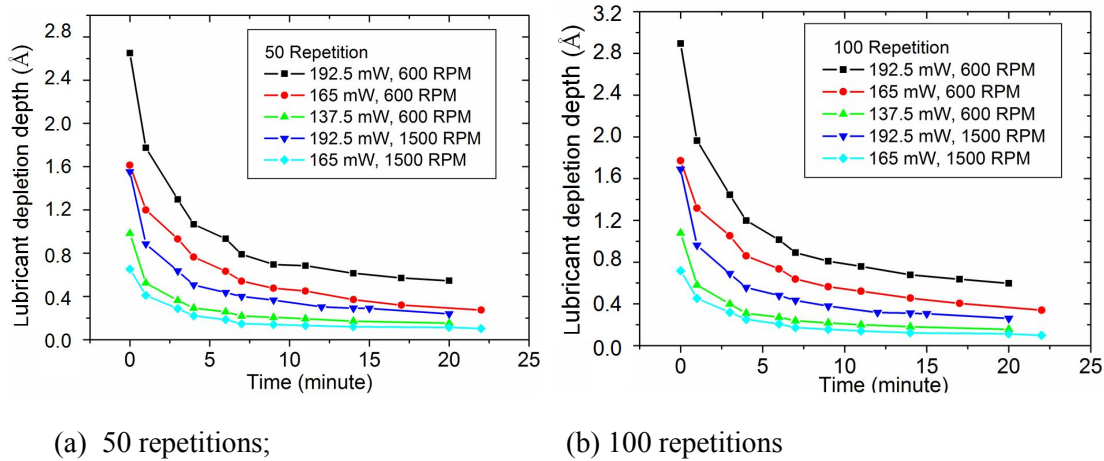 2.8
2.4
2.0
1.6
1.2
0.8
0.4
0.0
Lubricant depletion depth (Å)
50 Repetition
192.5 mW, 600 RPM
165 mW, 600 RPM
137.5 mW, 600 RPM
192.5 mW, 1500 RPM
165 mW, 1500 RPM
0 5 10 15 20 25
Time (minute)
(a) 50 repetitions;
3.2
2.8
2.4
2.0
1.6
1.2
0.8
0.4
0.0
Lubricant depletion depth (Å)
100 Repetition
192.5 mW, 600 RPM
165 mW, 600 RPM
137.5 mW, 600 RPM
192.5 mW, 1500 RPM
165 mW, 1500 RPM
0 5 10 15 20 25
Time (minute)
(b) 100 repetitions